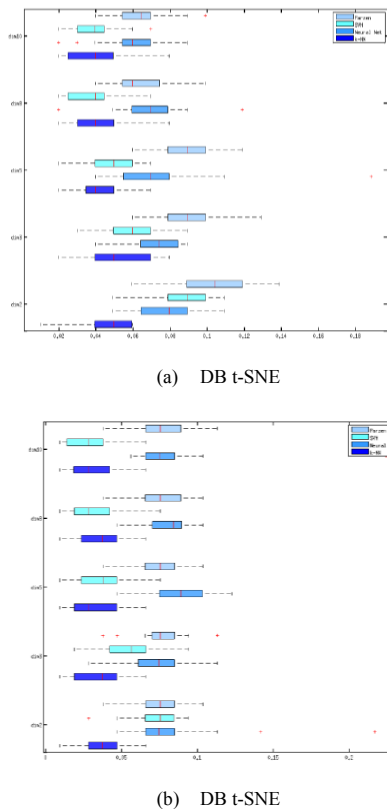 Parzen
SVM
Neural Net
k-NN
dim10
dim8
dim5
dim3
dim2
0.02 0.04 0.06 0.08 0.1 0.12 0.14 0.16 0.18
(a) DB t-SNE
Parzen
SVM
Neural
k-NN
dim10
dim8
dim5
dim3
dim2
0 0.05 0.1 0.15 0.2
(b) DB t-SNE